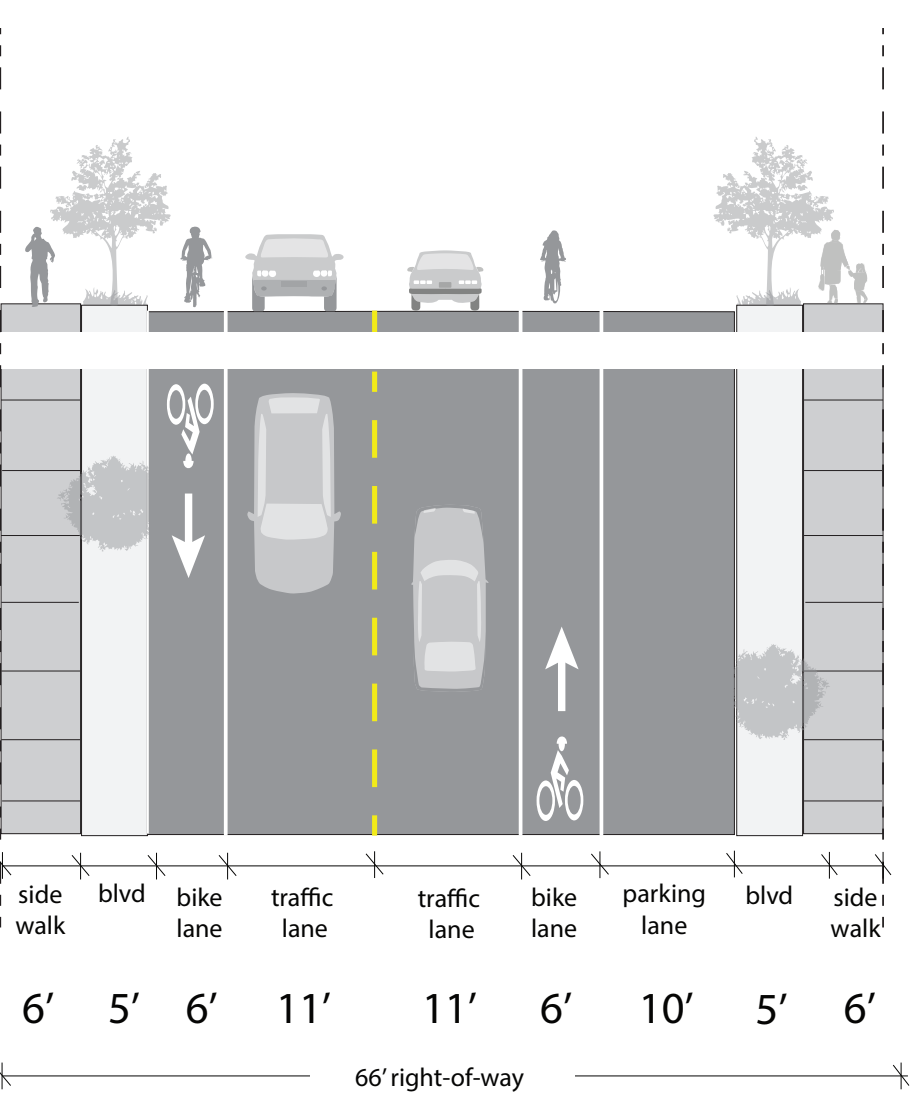 side
walk
blvd
bike
lane
traffic
lane
traffic
lane
bike
lane
parking
lane
blvd
side
walk
6’ 5’ 6’ 11’ 11’ 6’ 10’ 5’ 6’
66’ right-of-way